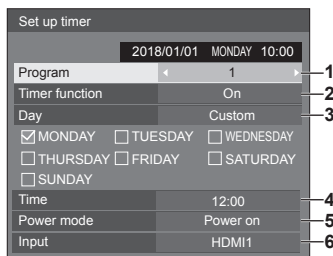 Set up timer
2018/01/01 MONDAY 10:00
Program 1 1
Timer function On 2
Day Custom 3
MONDAY TUESDAY WEDNESDAY
THURSDAY FRIDAY SATURDAY
SUNDAY
Time 12:00 4
Power mode Power on 5
Input HDMI1 6